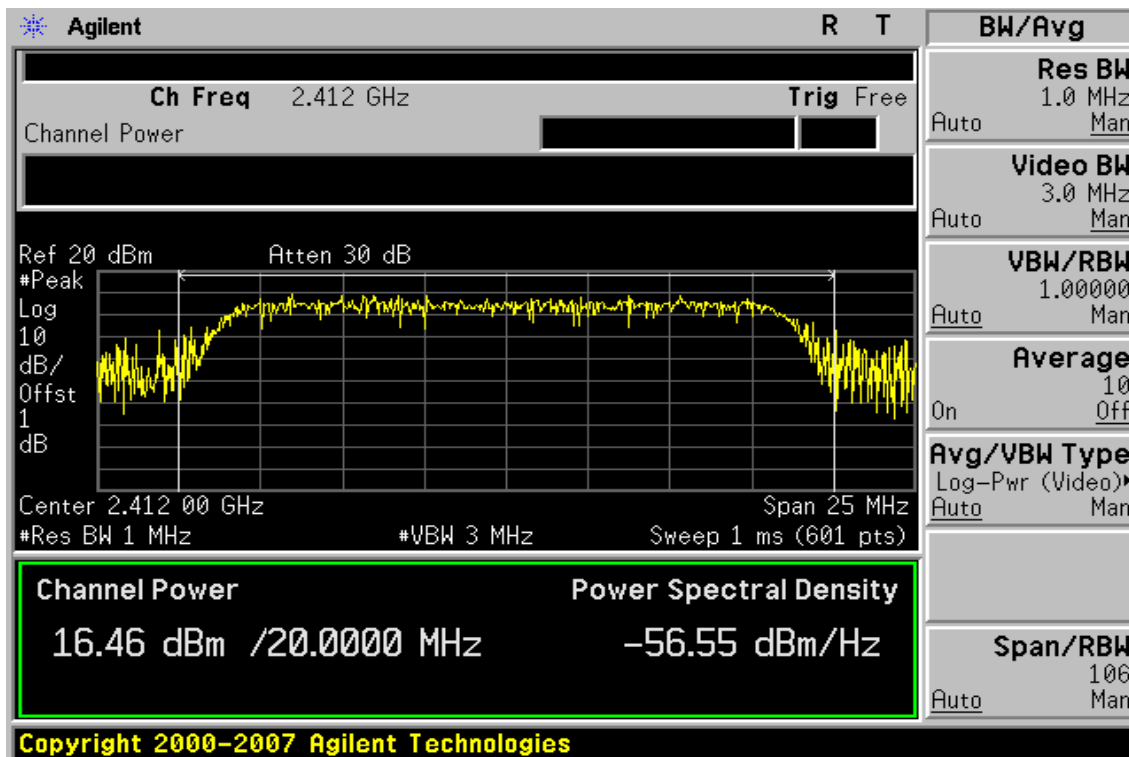 Agilent R T
Ch Freq 2.412 GHz Trig Free
Channel Power
Ref 20 dBm Atten 30 dB
#Peak
Log
10
dB/
Offst
1
dB
Center 2.412 00 GHz Span 25 MHz
#Res BW 1 MHz #VBW 3 MHz Sweep 1 ms (601 pts)
Channel Power Power Spectral Density
16.46 dBm /20.0000 MHz -56.55 dBm/Hz
Copyright 2000-2007 Agilent Technologies
BW/Avg
Res BW
1.0 MHz
Auto Man
Video BW
3.0 MHz
Auto Man
VBW/RBW
1.00000
Auto Man
Average
10
On Off
Avg/VBW Type
Log-Pwr (Video)
Auto Man
Span/RBW
106
Auto Man